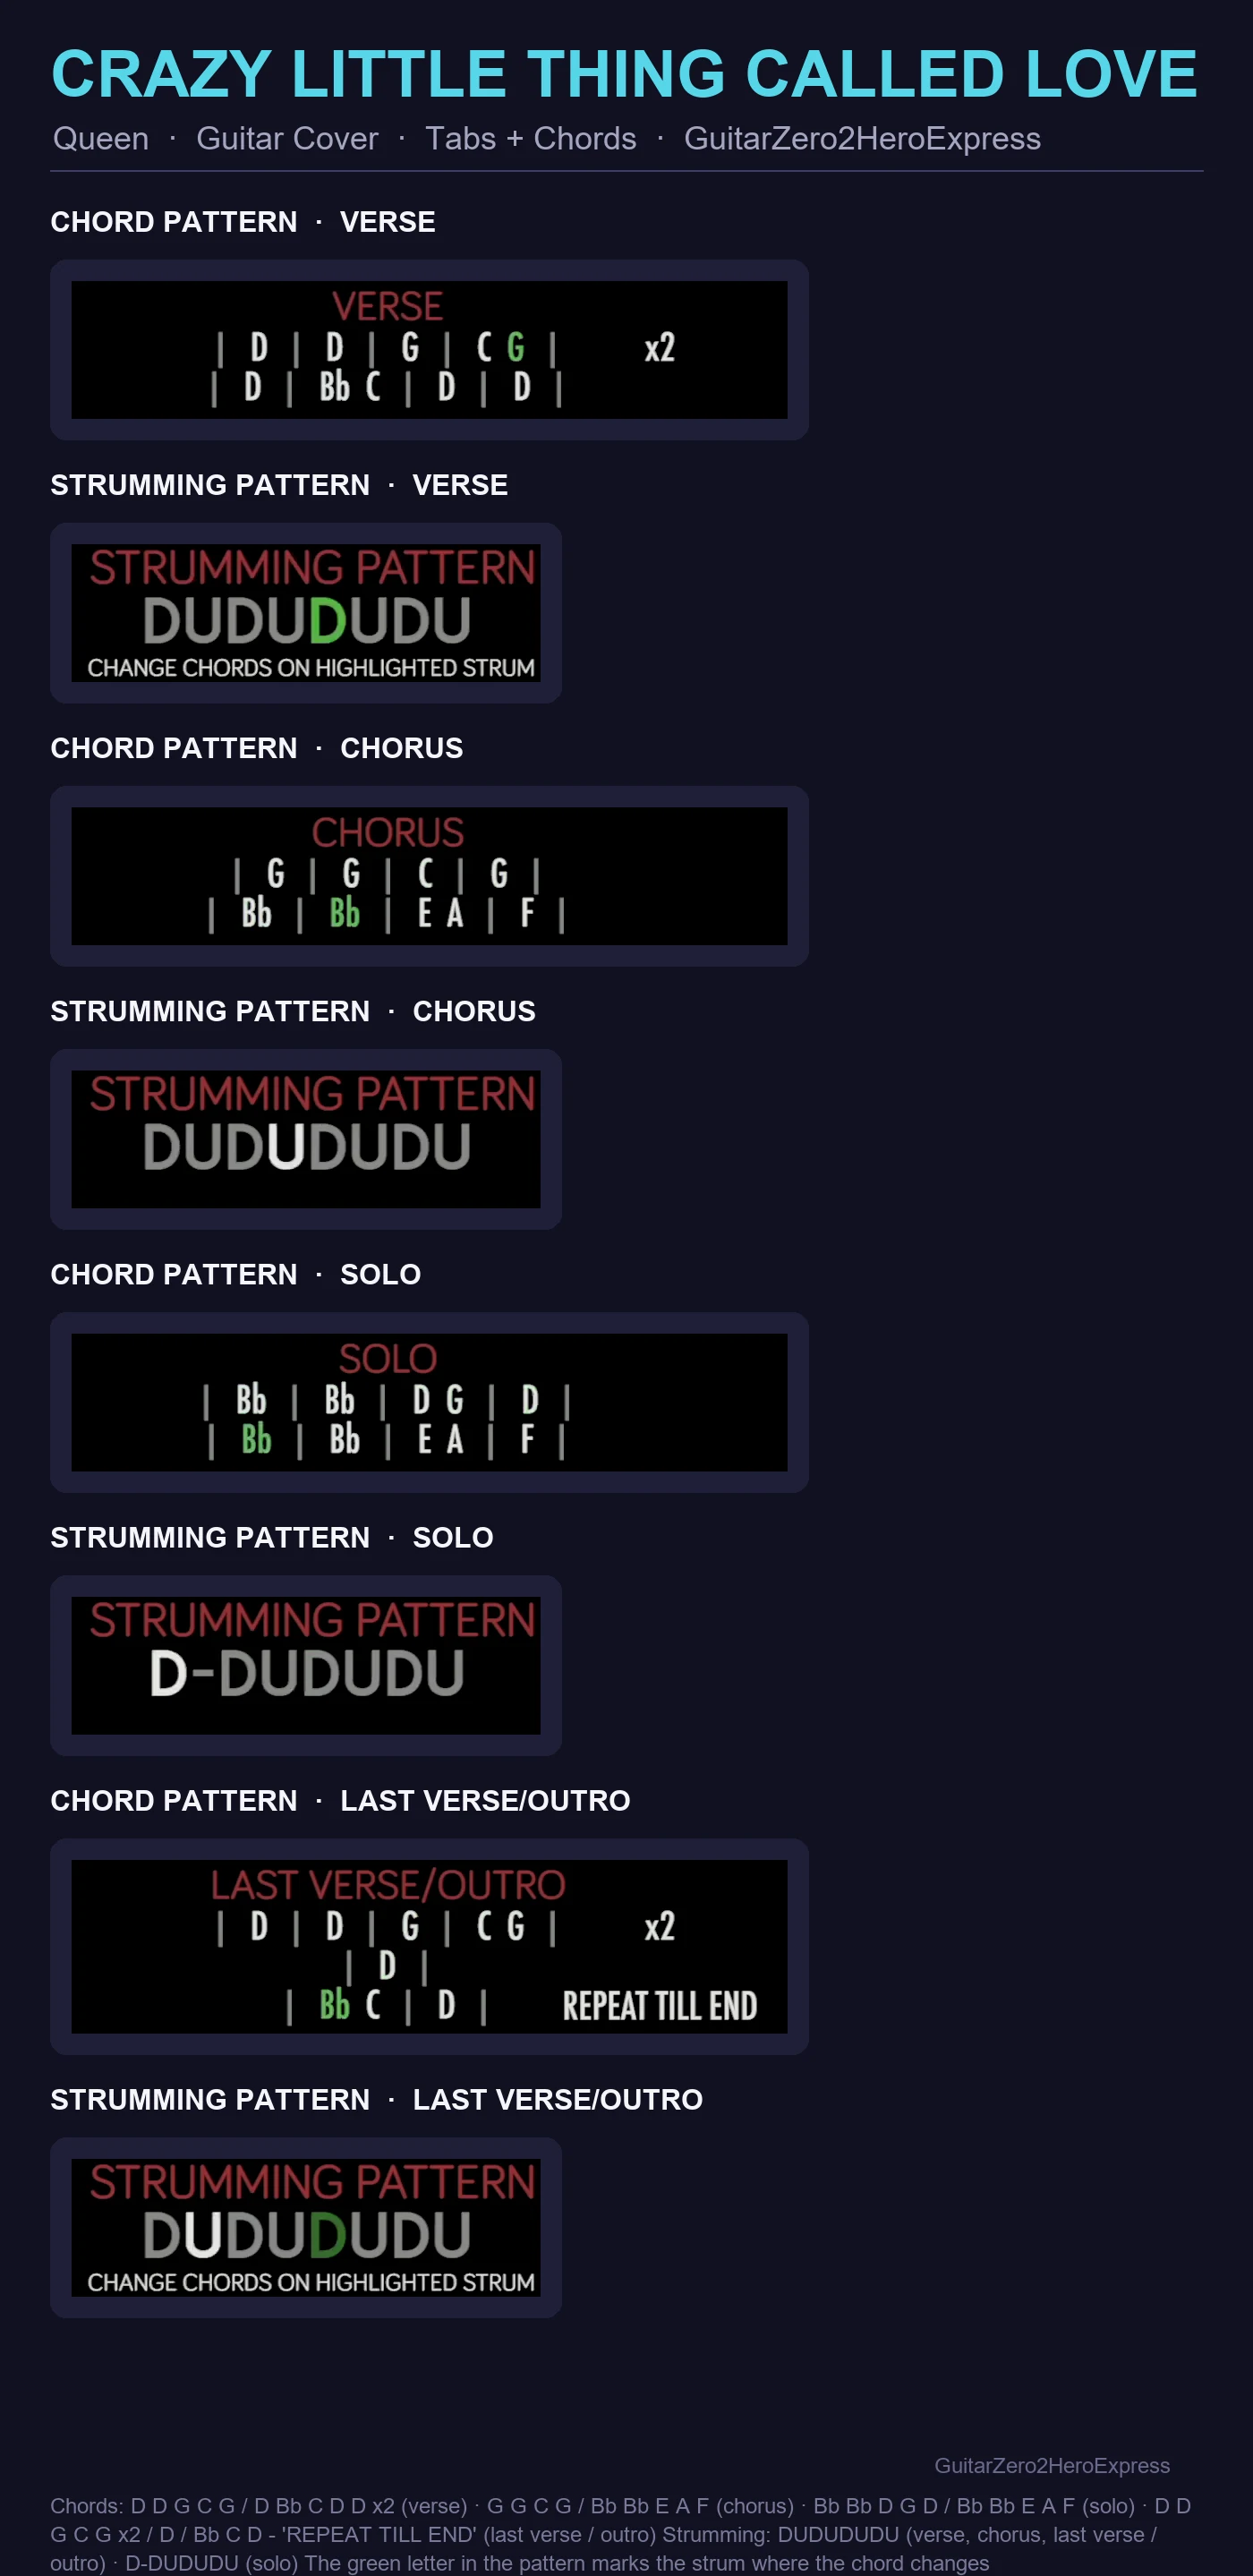 CRAZY LITTLE THING CALLED LOVE
Queen · Guitar Cover · Tabs + Chords · GuitarZero2HeroExpress
CHORD PATTERN · VERSE
VERSE
| D | D | G | C G | x2
| D | Bb C | D | D |
STRUMMING PATTERN · VERSE
STRUMMING PATTERN
DUDUDUDU
CHANGE CHORDS ON HIGHLIGHTED STRUM
CHORD PATTERN · CHORUS
CHORUS
| G | G | C | G |
| Bb | Bb | E A | F |
STRUMMING PATTERN · CHORUS
STRUMMING PATTERN
DUDUDUDU
CHORD PATTERN · SOLO
SOLO
| Bb | Bb | D G | D |
| Bb | Bb | E A | F |
STRUMMING PATTERN · SOLO
STRUMMING PATTERN
D-DUDUDU
CHORD PATTERN · LAST VERSE/OUTRO
LAST VERSE/OUTRO
| D | D | G | C G | x2
| D |
| Bb C | D | REPEAT TILL END
STRUMMING PATTERN · LAST VERSE/OUTRO
STRUMMING PATTERN
DUDUDUDU
CHANGE CHORDS ON HIGHLIGHTED STRUM
GuitarZero2HeroExpress
Chords: D D G C G / D Bb C D D x2 (verse) · G G C G / Bb Bb E A F (chorus) · Bb Bb D G D / Bb Bb E A F (solo) · D D
G C G x2 / D / Bb C D - 'REPEAT TILL END' (last verse / outro) Strumming: DUDUDUDU (verse, chorus, last verse /
outro) · D-DUDUDU (solo) The green letter in the pattern marks the strum where the chord changes